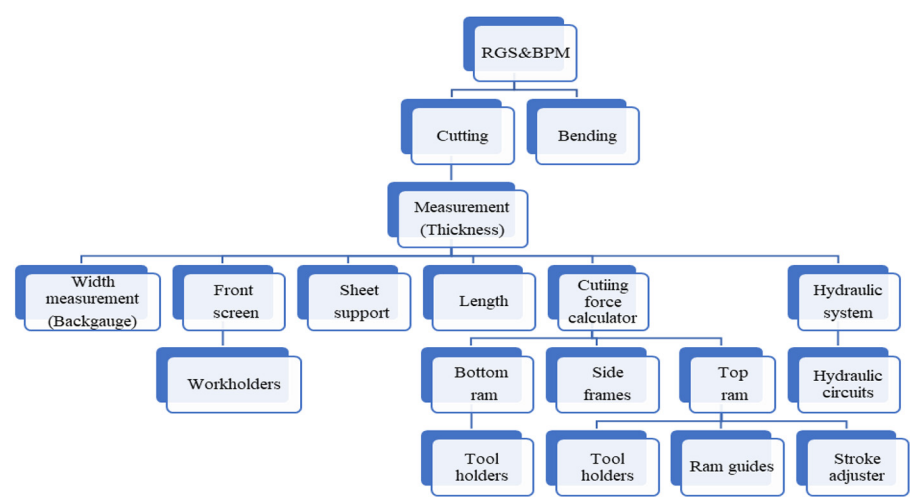 RGS&BPM
Cutting
Bending
Measurement
(Thickness)
Width
measurement
(Backgauge)
Front
screen
Sheet
support
Length
Cutiing
force
calculator
Hydraulic
system
Workholders
Bottom
ram
Side
frames
Top
ram
Hydraulic
circuits
Tool
holders
Tool
holders
Ram guides
Stroke
adjuster